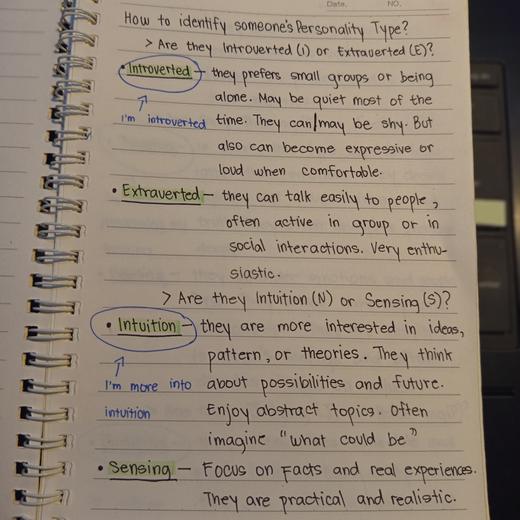 Date. NO.
How to identify someone's Personality Type?
> Are they Introverted (I) or Extraverted (E)?
• Introverted – they prefers small groups or being
alone. May be quiet most of the
I'm introverted time. They can/may be shy. But
also can become expressive or
loud when comfortable.
• Extraverted – they can talk easily to people,
often active in group or in
social interactions. Very enthu-
siastic.
> Are they Intuition (N) or Sensing (S)?
• Intuition – they are more interested in ideas,
pattern, or theories. They think
I'm more into about possibilities and future.
intuition Enjoy abstract topics. Often
imagine "what could be"
• Sensing – Focus on facts and real experiences.
They are practical and realistic.